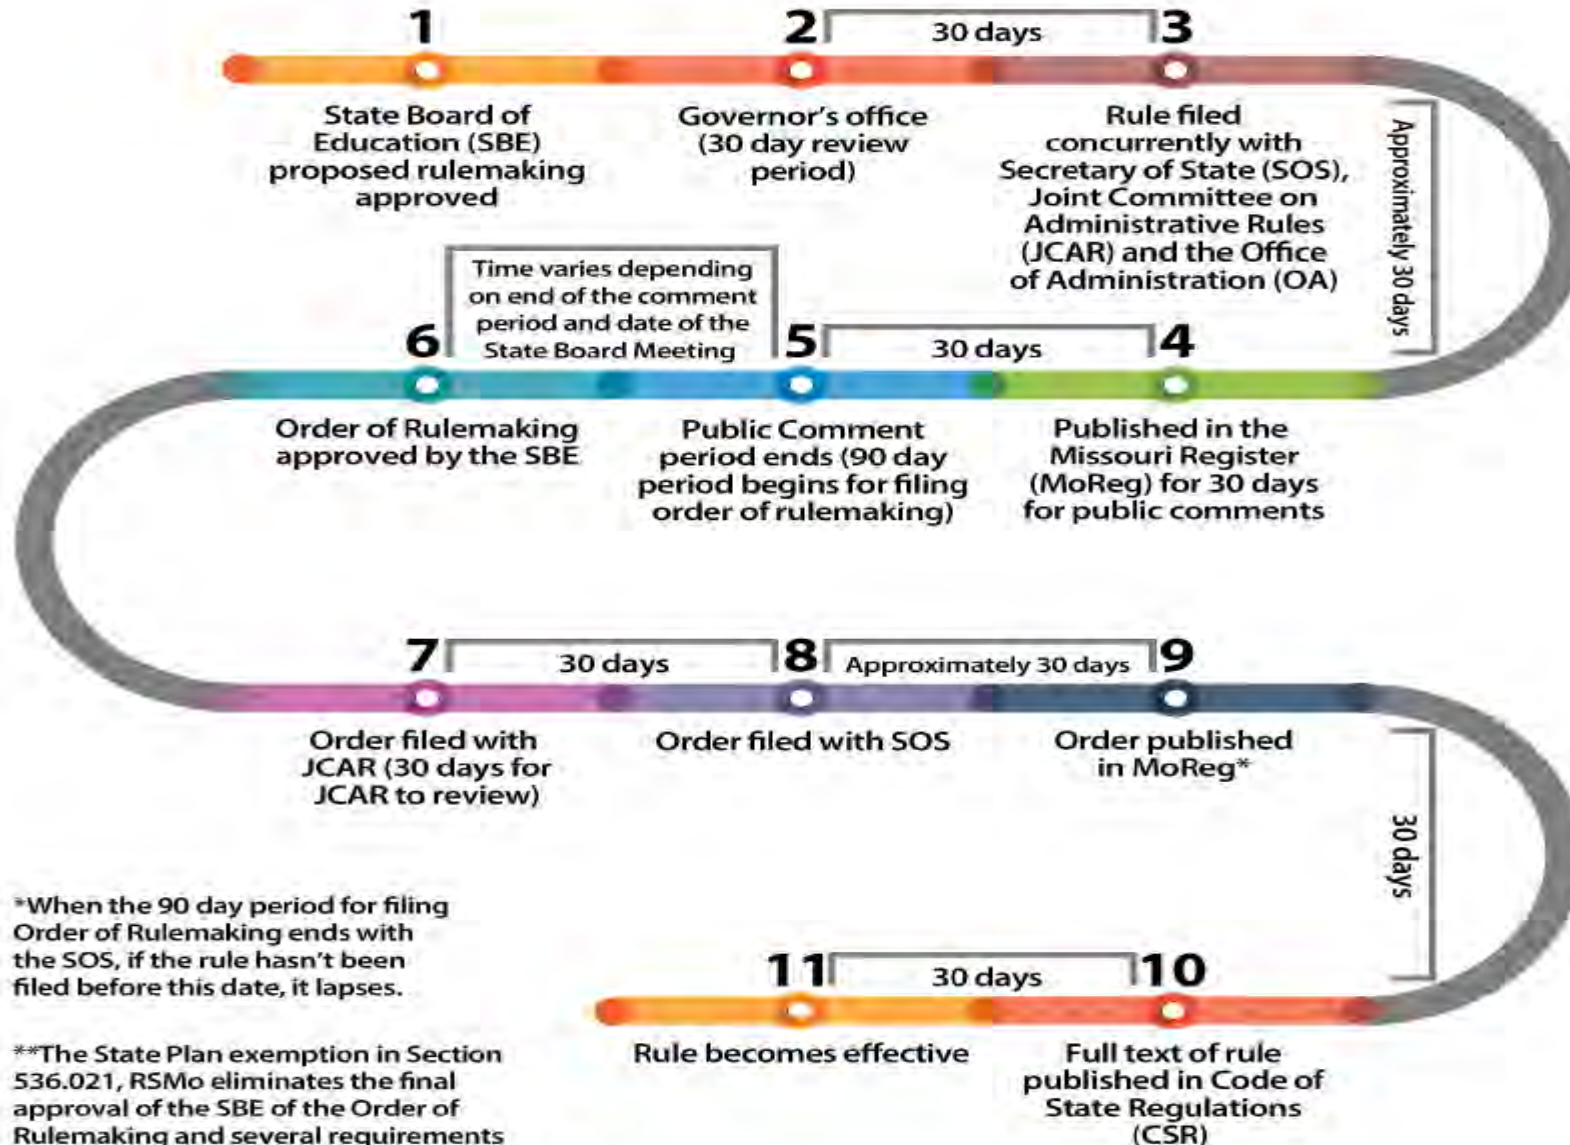 1
State Board of
Education (SBE)
proposed rulemaking
approved
2
Governor's office
(30 day review
period)
30 days
3
Rule filed
concurrently with
Secretary of State (SOS),
Joint Committee on
Administrative Rules
(JCAR) and the Office
of Administration (OA)
Approximately 30 days
4
Published in the
Missouri Register
(MoReg) for 30 days
for public comments
30 days
5
Public Comment
period ends (90 day
period begins for filing
order of rulemaking)
Time varies depending
on end of the comment
period and date of the
State Board Meeting
6
Order of Rulemaking
approved by the SBE
7
Order filed with
JCAR (30 days for
JCAR to review)
30 days
8
Order filed with SOS
Approximately 30 days
9
Order published
in MoReg*
30 days
10
Full text of rule
published in Code of
State Regulations
(CSR)
30 days
11
Rule becomes effective
*When the 90 day period for filing
Order of Rulemaking ends with
the SOS, if the rule hasn't been
filed before this date, it lapses.
**The State Plan exemption in Section
536.021, RSMo eliminates the final
approval of the SBE of the Order of
Rulemaking and several requirements